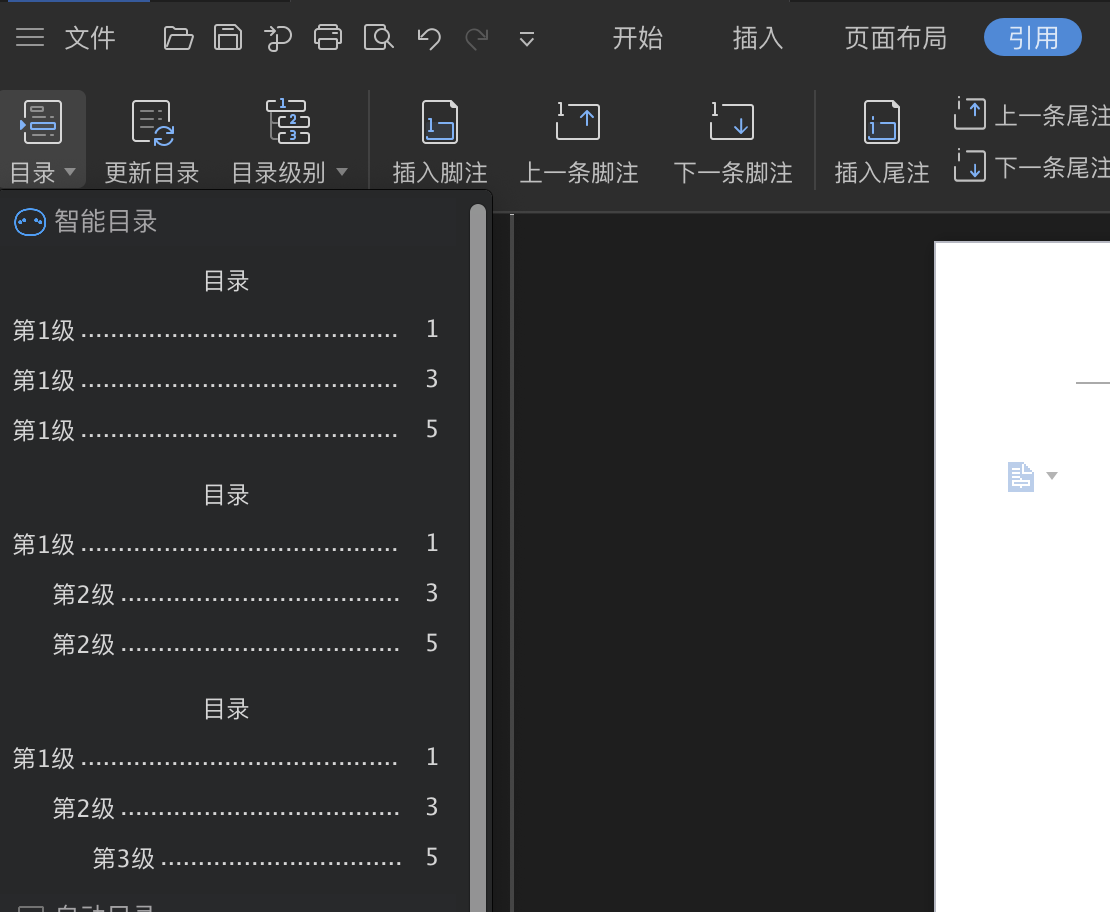 文件 开始 插入 页面布局 引用
目录 更新目录 目录级别 插入脚注 上一条脚注 下一条脚注 插入尾注 上一条尾注
下一条尾注
智能目录
目录
第1级 1
第1级 3
第1级 5
目录
第1级 1
第2级 3
第2级 5
目录
第1级 1
第2级 3
第3级 5
自动目录